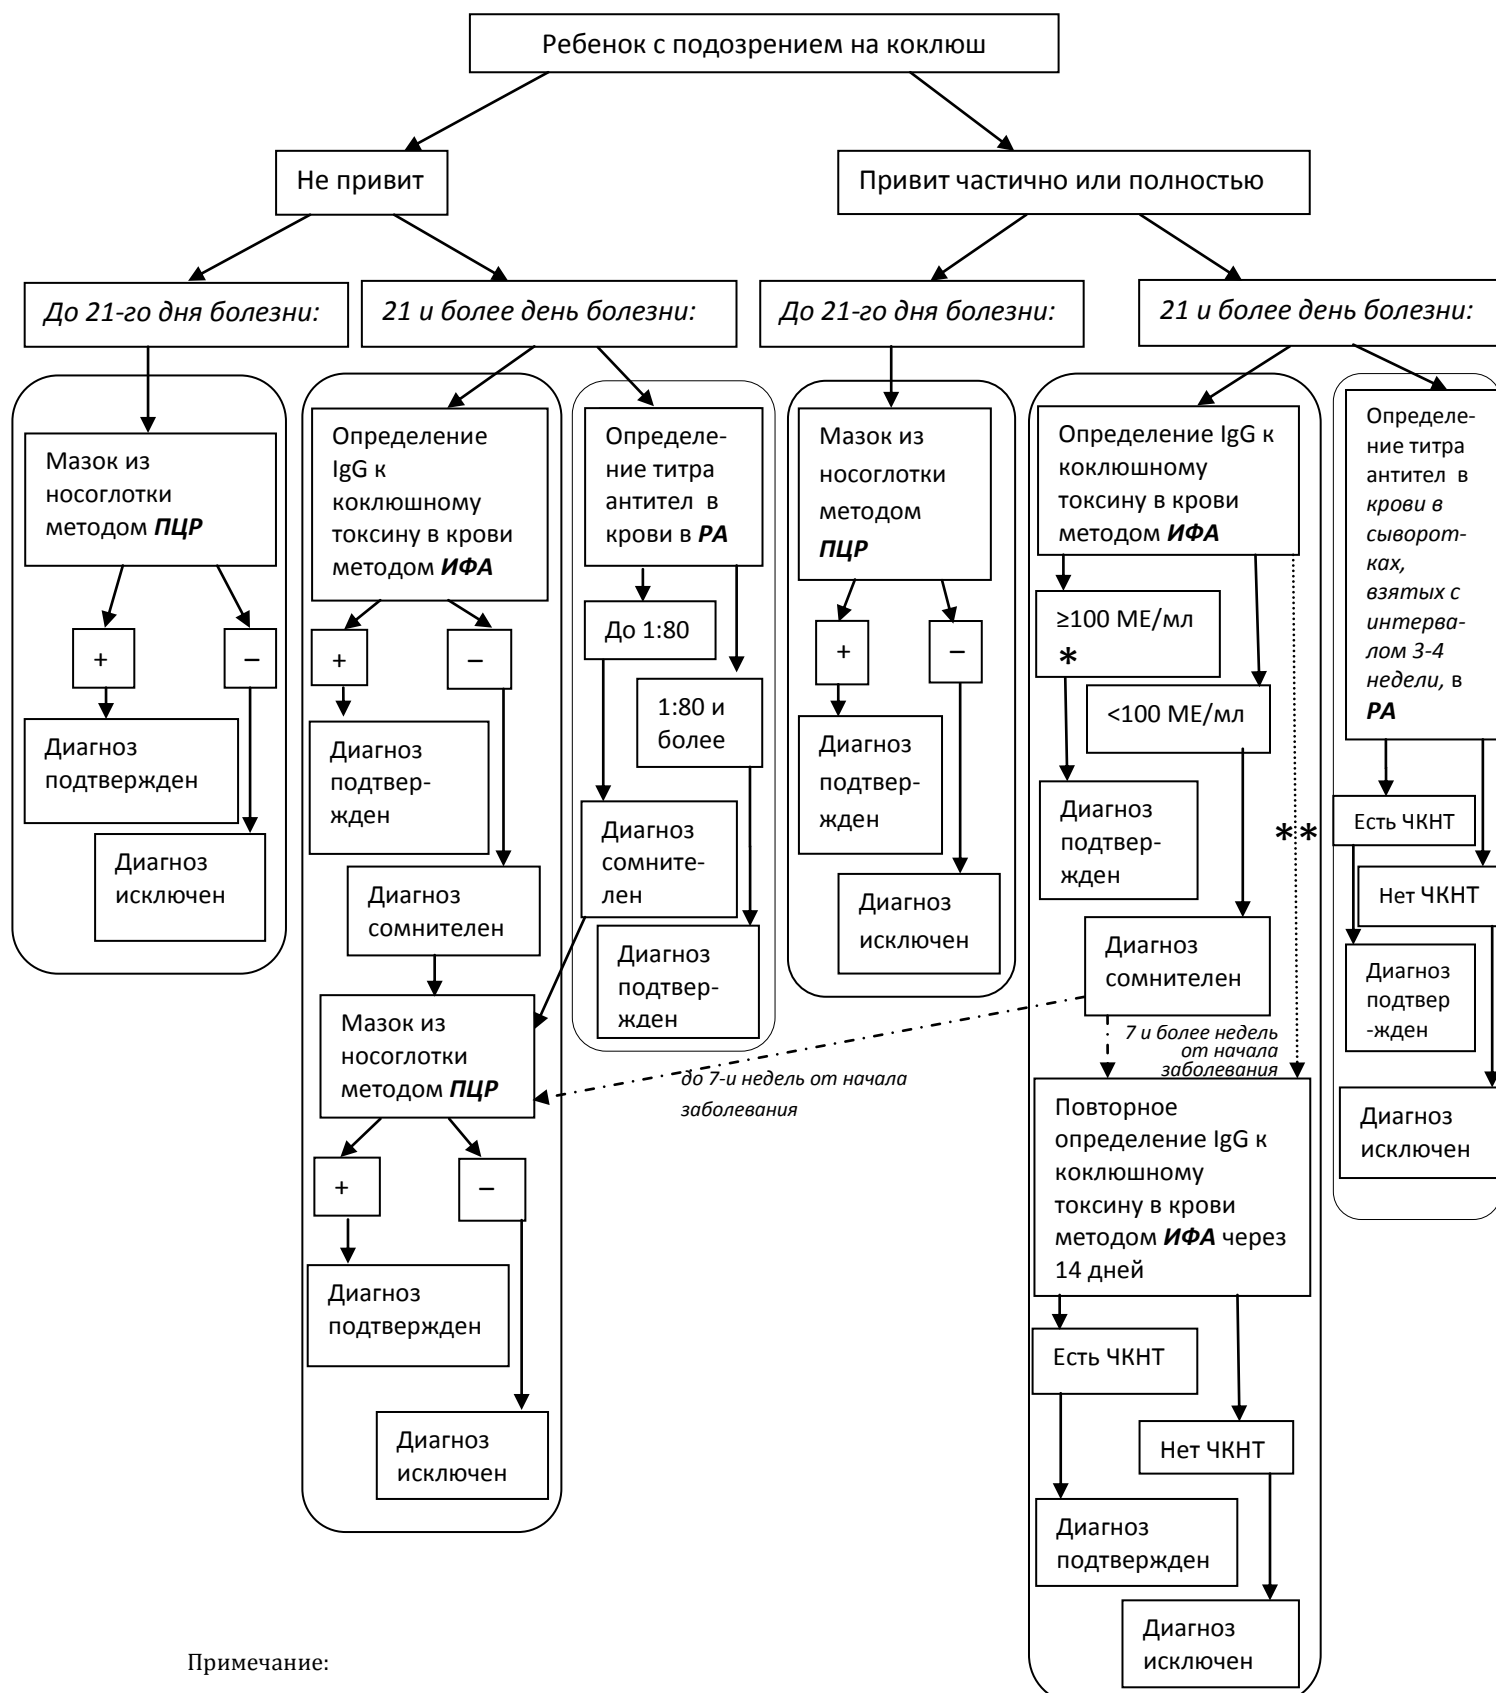 Ребенок с подозрением на коклюш
Не привит
Привит частично или полностью
До 21-го дня болезни:
21 и более день болезни:
До 21-го дня болезни:
21 и более день болезни:
Мазок из
носоглотки
методом ПЦР
+
–
Диагноз
подтвержден
Диагноз
исключен
Определение
IgG к
коклюшному
токсину в крови
методом ИФА
+
–
Диагноз
подтвер-
жден
Диагноз
сомнителен
Мазок из
носоглотки
методом ПЦР
+
–
Диагноз
подтвержден
Диагноз
исключен
Определе-
ние титра
антител в
крови в РА
До 1:80
1:80 и
более
Диагноз
сомните-
лен
Диагноз
подтвер-
жден
Мазок из
носоглотки
методом
ПЦР
+
–
Диагноз
подтвер-
жден
Диагноз
исключен
Определение IgG к
коклюшному
токсину в крови
методом ИФА
≥100 МЕ/мл
*
<100 МЕ/мл
Диагноз
подтвер-
жден
**
Диагноз
сомнителен
до 7-и недель от начала
заболевания
7 и более недель
от начала
заболевания
Повторное
определение IgG к
коклюшному
токсину в крови
методом ИФА через
14 дней
Есть ЧКНТ
Нет ЧКНТ
Диагноз
подтвержден
Диагноз
исключен
Определе-
ние титра
антител в
крови в
сыворот-
ках,
взятых с
интерва-
лом 3-4
недели, в
РА
Есть ЧКНТ
Нет ЧКНТ
Диагноз
подтвер
-жден
Диагноз
исключен
Примечание: